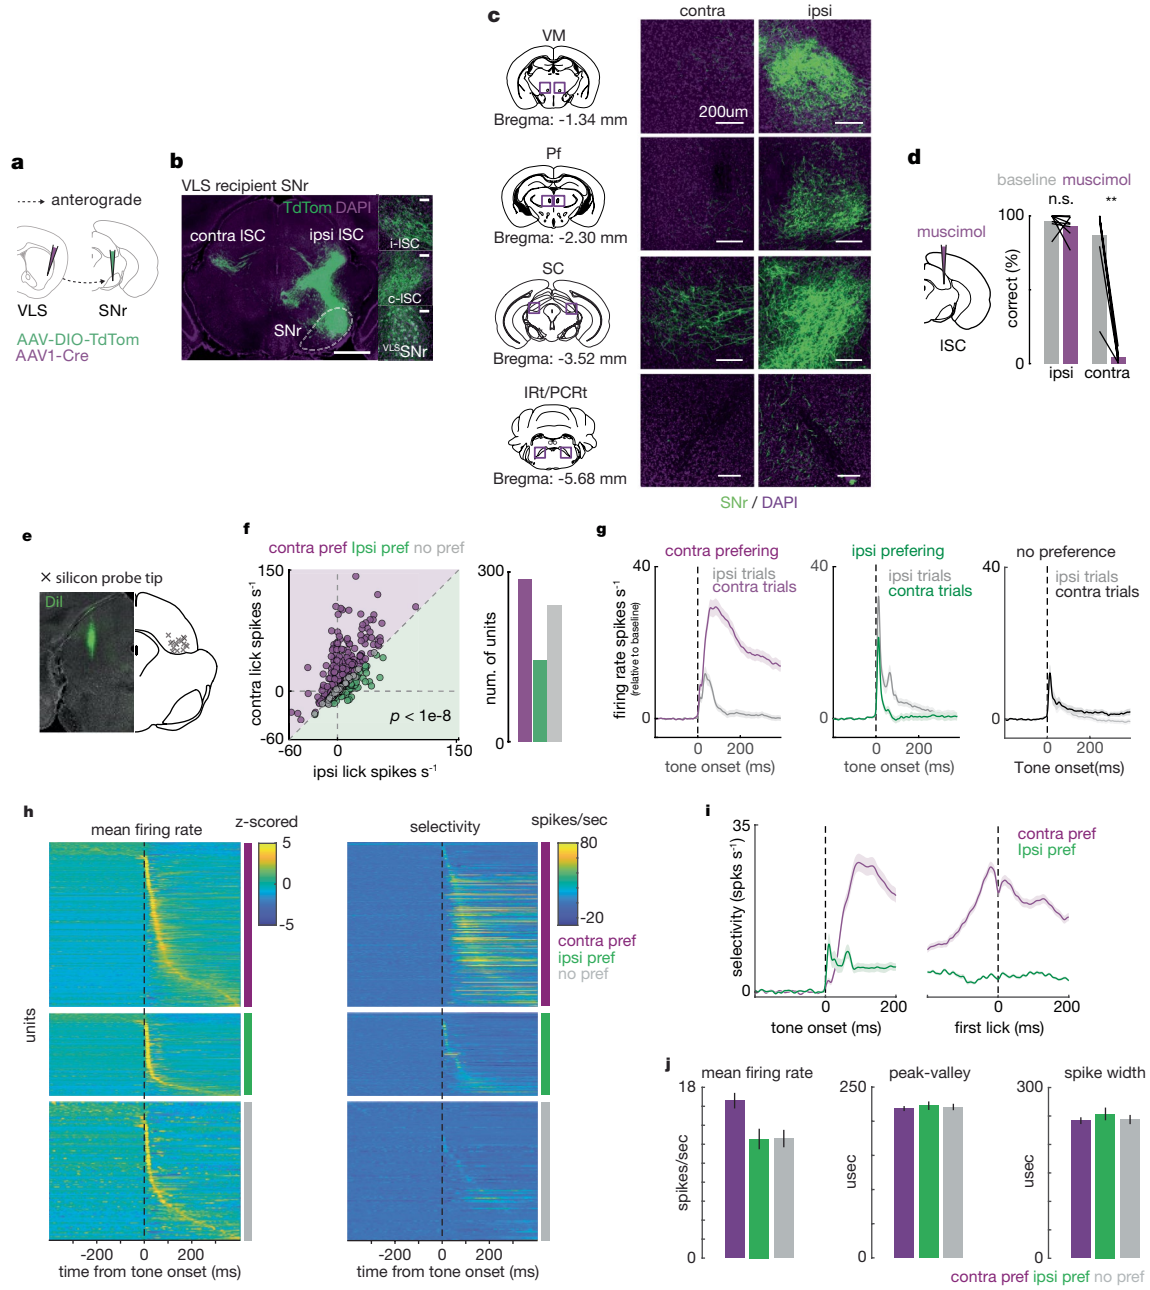 a
anterograde
VLS
SNr
AAV-DIO-TdTom
AAV1-Cre
b
VLS recipient SNr
TdTom DAPI
contra lSC
ipsi lSC
SNr
i-lSC
c-lSC
VLSSNr
c
contra
ipsi
VM
Bregma: -1.34 mm
200um
Pf
Bregma: -2.30 mm
SC
Bregma: -3.52 mm
IRt/PCRt
Bregma: -5.68 mm
SNr / DAPI
d
baseline muscimol
n.s.
**
muscimol
lSC
100
correct (%)
0
ipsi
contra
e
× silicon probe tip
DiI
f
contra pref Ipsi pref no pref
150
contra lick spikes s-1
0
-60
-60
0
150
ipsi lick spikes s-1
p < 1e-8
300
num. of units
0
g
contra prefering
40
ipsi trials
contra trials
firing rate spikes s-1
(relative to baseline)
0
0
200
tone onset (ms)
ipsi prefering
40
ipsi trials
contra trials
0
0
200
tone onset (ms)
no preference
40
ipsi trials
contra trials
0
0
200
Tone onset(ms)
h
mean firing rate
z-scored
5
0
-5
units
-200
0
200
time from tone onset (ms)
selectivity
spikes/sec
80
-20
contra pref
ipsi pref
no pref
-200
0
200
time from tone onset (ms)
i
35
selectivity (spks s-1)
0
0
200
tone onset (ms)
contra pref
Ipsi pref
0
200
first lick (ms)
j
mean firing rate
18
spikes/sec
0
peak-valley
250
usec
0
spike width
300
usec
0
contra pref ipsi pref no pref